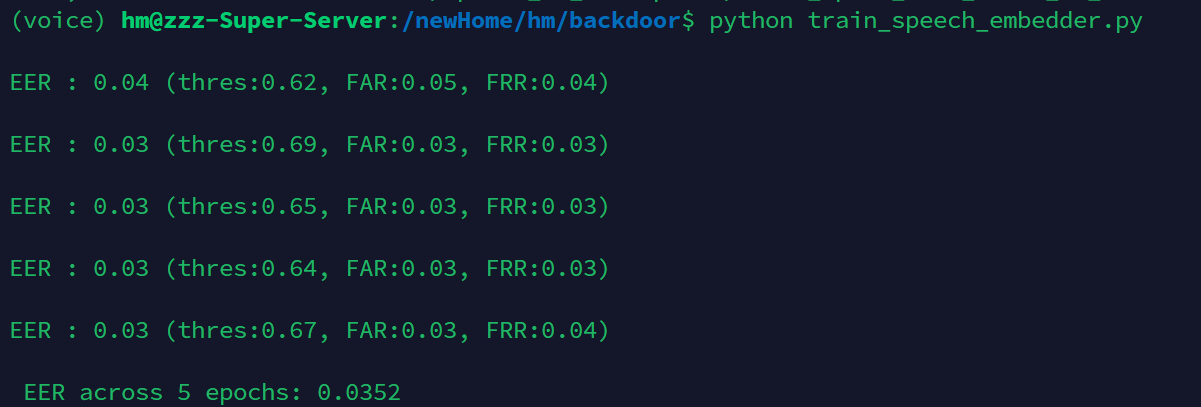 (voice) hm@zzz-Super-Server:/newHome/hm/backdoor$ python train_speech_embedder.py
EER : 0.04 (thres:0.62, FAR:0.05, FRR:0.04)
EER : 0.03 (thres:0.69, FAR:0.03, FRR:0.03)
EER : 0.03 (thres:0.65, FAR:0.03, FRR:0.03)
EER : 0.03 (thres:0.64, FAR:0.03, FRR:0.03)
EER : 0.03 (thres:0.67, FAR:0.03, FRR:0.04)
EER across 5 epochs: 0.0352